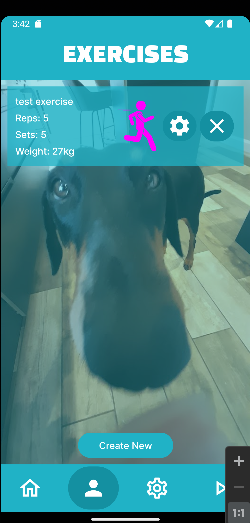 3:42
EXERCISES
test exercise
Reps: 5
Sets: 5
Weight: 27kg
Create New
1:1